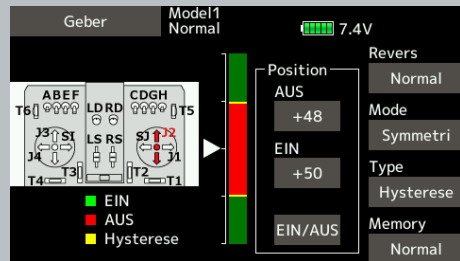 Geber
Model1
Normal
7.4V
ABEF
CDGH
T6
LD RD
T5
J3
SI
LS RS
SJ
J2
J4
J1
T3
T2
T4
T1
EIN
AUS
Hysterese
Position
AUS
+48
EIN
+50
EIN/AUS
Revers
Normal
Mode
Symmetri
Type
Hysterese
Memory
Normal